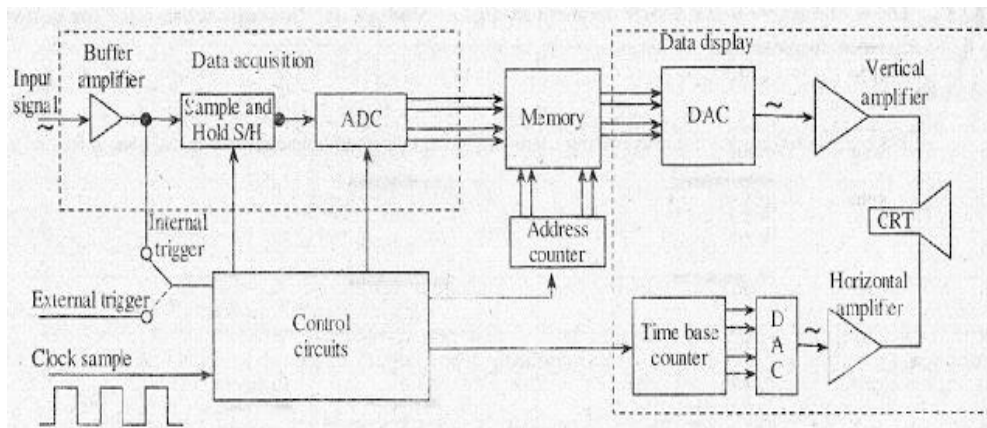 Input
signal
Buffer
amplifier
Data accuisition
Sample and
Hold S/H
ADC
Memory
Data display
DAC
Vertical
amplifier
CRT
Address
counter
Internal
trigger
External trigger
Clock sample
Control
circuits
Time base
counter
D
A
C
Horizontal
amplifier
~
~
~